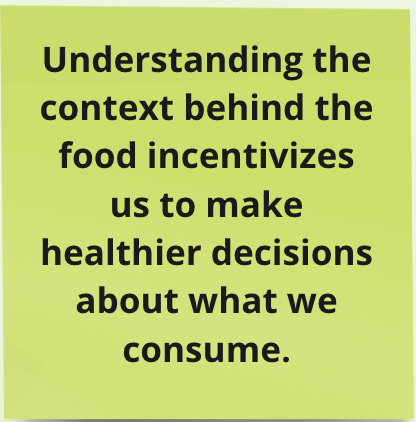 Understanding the
context behind the
food incentivizes
us to make
healthier decisions
about what we
consume.